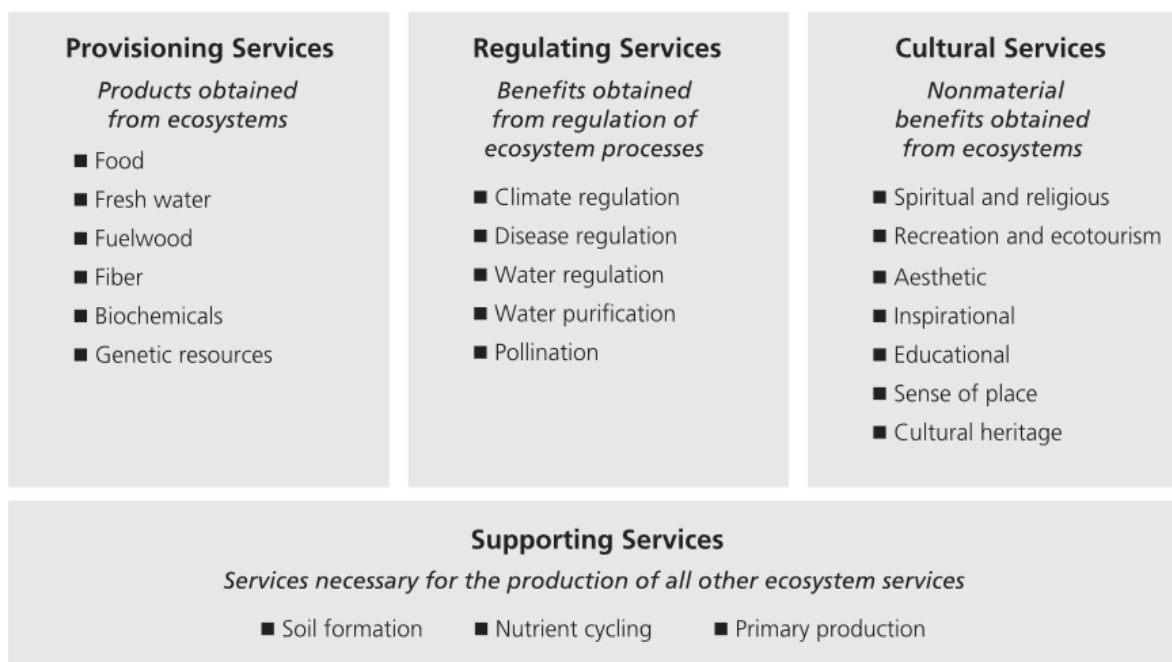 Provisioning Services
Products obtained
from ecosystems
■ Food
■ Fresh water
■ Fuelwood
■ Fiber
■ Biochemicals
■ Genetic resources
Regulating Services
Benefits obtained
from regulation of
ecosystem processes
■ Climate regulation
■ Disease regulation
■ Water regulation
■ Water purification
■ Pollination
Cultural Services
Nonmaterial
benefits obtained
from ecosystems
■ Spiritual and religious
■ Recreation and ecotourism
■ Aesthetic
■ Inspirational
■ Educational
■ Sense of place
■ Cultural heritage
Supporting Services
Services necessary for the production of all other ecosystem services
■ Soil formation ■ Nutrient cycling ■ Primary production